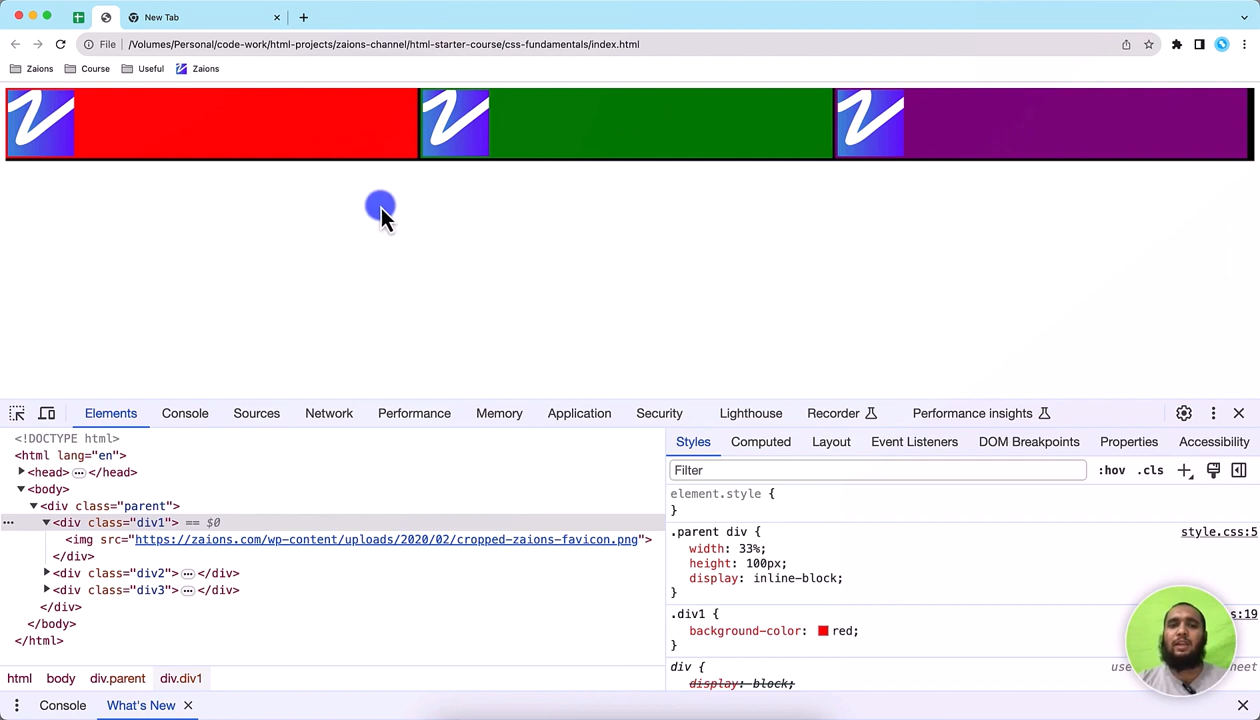 New Tab
File
/Volumes/Personal/code-work/html-projects/zaions-channel/html-starter-course/css-fundamentals/index.html
Zaions Course Useful Zaions
Elements Console Sources Network Performance Memory Application Security Lighthouse Recorder Performance insights
<!DOCTYPE html>
<html lang="en">
<head> ••• </head>
<body>
<div class="parent">
••• <div class="div1"> == $0
<img src="https://zaions.com/wp-content/uploads/2020/02/cropped-zaions-favicon.png">
</div>
<div class="div2"> ••• </div>
<div class="div3"> ••• </div>
</div>
</body>
</html>
html body div.parent div.div1
Styles Computed Layout Event Listeners DOM Breakpoints Properties Accessibility
Filter :hov .cls
element.style {
}
.parent div { style.css:5
width: 33%;
height: 100px;
display: inline-block;
}
.div1 { s:19
background-color: red;
}
div { eet
display: block;
Console What's New